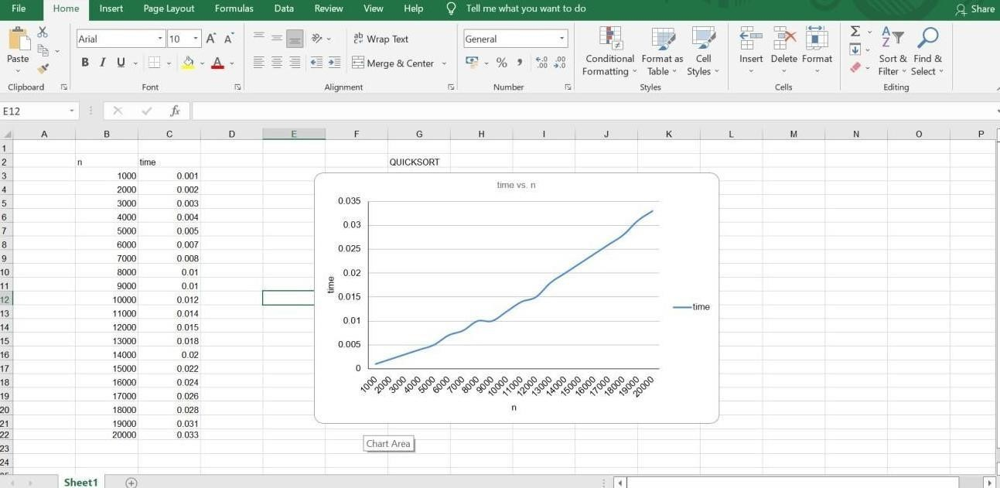 File Home Insert Page Layout Formulas Data Review View Help Tell me what you want to do Share
Paste
Clipboard
Arial 10 A A
B I U A
Font
ab Wrap Text
Merge & Center
Alignment
General
% , .00
Number
Conditional Formatting
Format as Table
Cell Styles
Styles
Insert Delete Format
Cells
Σ
Sort & Filter
Find & Select
Editing
E12 fx
A B C D E F G H I J K L M N O P
1
2 n time QUICKSORT
3 1000 0.001
4 2000 0.002
5 3000 0.003
6 4000 0.004
7 5000 0.005
8 6000 0.007
9 7000 0.008
10 8000 0.01
11 9000 0.01
12 10000 0.012
13 11000 0.014
14 12000 0.015
15 13000 0.018
16 14000 0.02
17 15000 0.022
18 16000 0.024
19 17000 0.026
20 18000 0.028
21 19000 0.031
22 20000 0.033
23
24
time vs. n
0.035
0.03
0.025
0.02
0.015
0.01
0.005
0
time
1000 2000 3000 4000 5000 6000 7000 8000 9000 10000 11000 12000 13000 14000 15000 16000 17000 18000 19000 20000
n
time
Chart Area
Sheet1